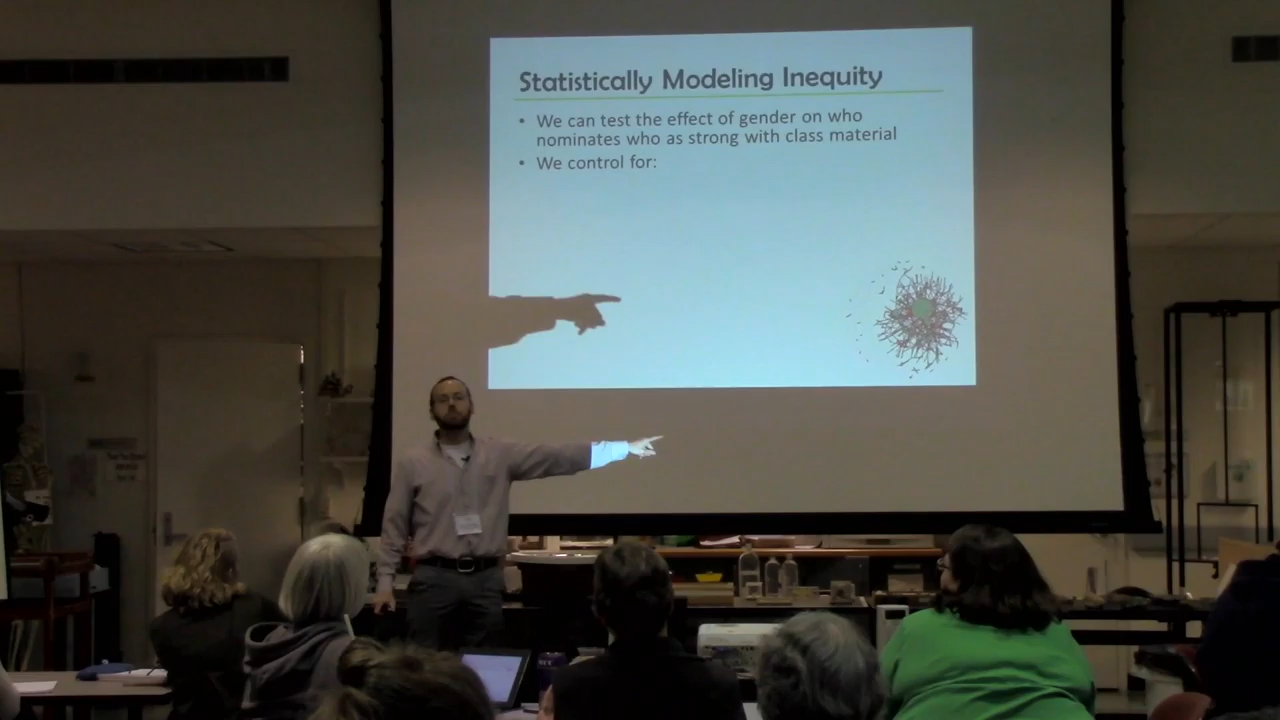 Statistically Modeling Inequity
• We can test the effect of gender on who
nominates who as strong with class material
• We control for: